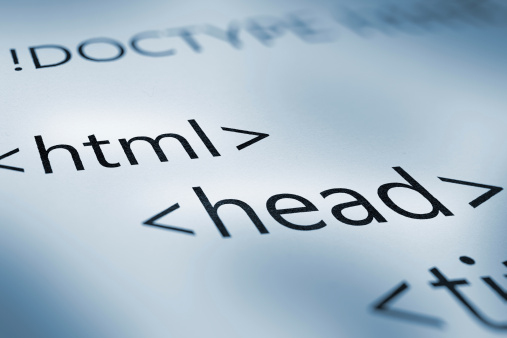 !DOCTYPE
<html>
<head>
<ti